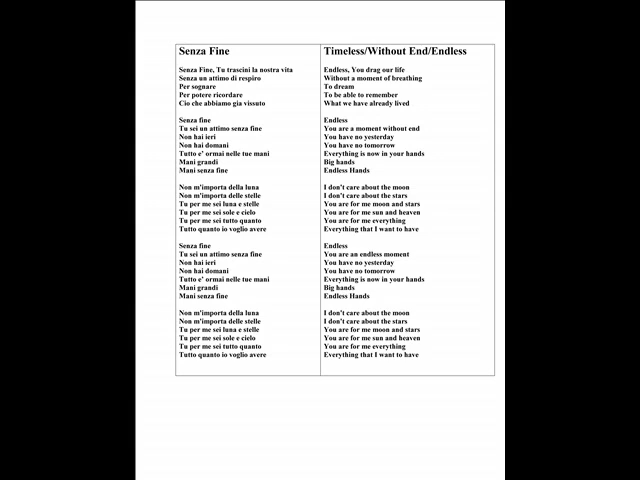 Senza Fine
Senza Fine, Tu trascini la nostra vita
Senza un attimo di respiro
Per sognare
Per potere ricordare
Cio che abbiamo gia vissuto
Senza fine
Tu sei un attimo senza fine
Non hai ieri
Non hai domani
Tutto e' ormai nelle tue mani
Mani grandi
Mani senza fine
Non m'importa della luna
Non m'importa delle stelle
Tu per me sei luna e stelle
Tu per me sei sole e cielo
Tu per me sei tutto quanto
Tutto quanto io voglio avere
Senza fine
Tu sei un attimo senza fine
Non hai ieri
Non hai domani
Tutto e' ormai nelle tue mani
Mani grandi
Mani senza fine
Non m'importa della luna
Non m'importa delle stelle
Tu per me sei luna e stelle
Tu per me sei sole e cielo
Tu per me sei tutto quanto
Tutto quanto io voglio avere
Timeless/Without End/Endless
Endless, You drag our life
Without a moment of breathing
To dream
To be able to remember
What we have already lived
Endless
You are a moment without end
You have no yesterday
You have no tomorrow
Everything is now in your hands
Big hands
Endless Hands
I don't care about the moon
I don't care about the stars
You are for me moon and stars
You are for me sun and heaven
You are for me everything
Everything that I want to have
Endless
You are an endless moment
You have no yesterday
You have no tomorrow
Everything is now in your hands
Big hands
Endless Hands
I don't care about the moon
I don't care about the stars
You are for me moon and stars
You are for me sun and heaven
You are for me everything
Everything that I want to have